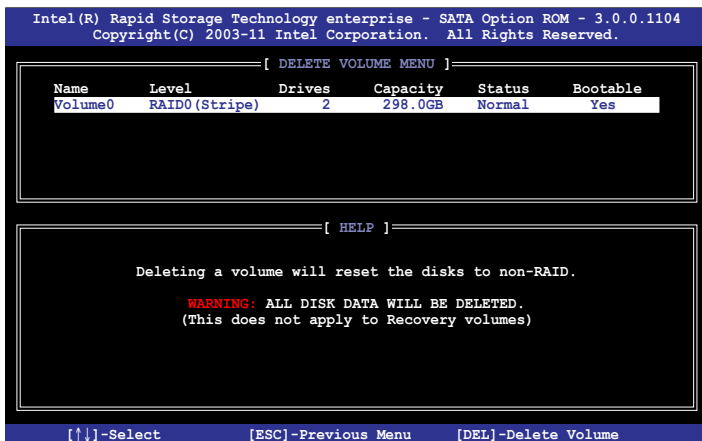 Intel(R) Rapid Storage Technology enterprise - SATA Option ROM - 3.0.0.1104
Copyright(C) 2003-11 Intel Corporation. All Rights Reserved.
[ DELETE VOLUME MENU ]
Name Level Drives Capacity Status Bootable
Volume0 RAID0(Stripe) 2 298.0GB Normal Yes
[ HELP ]
Deleting a volume will reset the disks to non-RAID.
WARNING: ALL DISK DATA WILL BE DELETED.
(This does not apply to Recovery volumes)
[↑↓]-Select [ESC]-Previous Menu [DEL]-Delete Volume